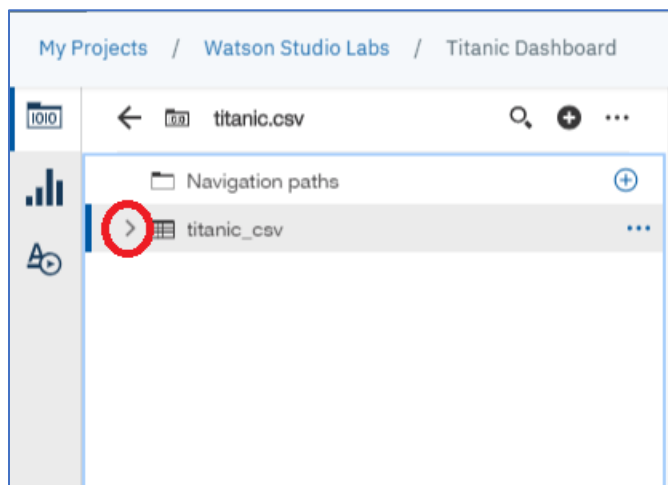 My Projects / Watson Studio Labs / Titanic Dashboard
titanic.csv
Navigation paths
titanic_csv